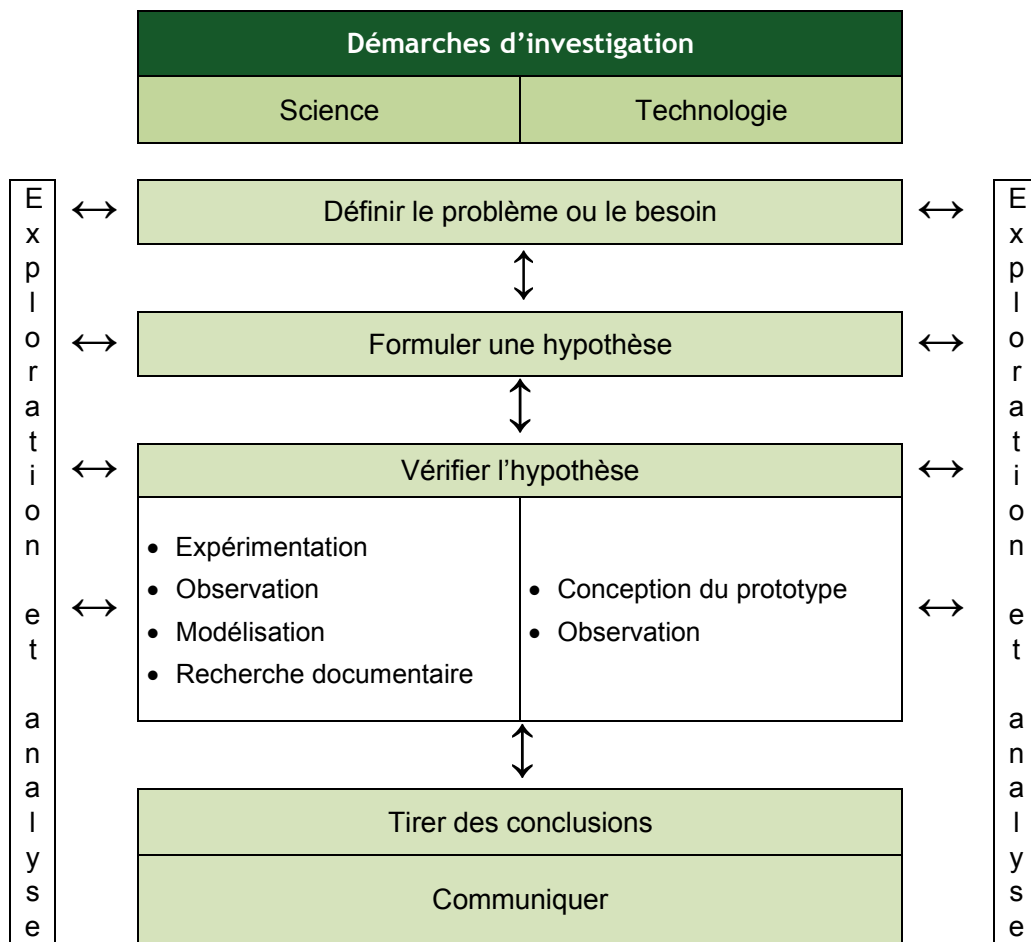 Démarches d’investigation
Science
Technologie
Exploration et analyse
Définir le problème ou le besoin
Formuler une hypothèse
Vérifier l’hypothèse
• Expérimentation
• Observation
• Modélisation
• Recherche documentaire
• Conception du prototype
• Observation
Tirer des conclusions
Communiquer
Exploration et analyse